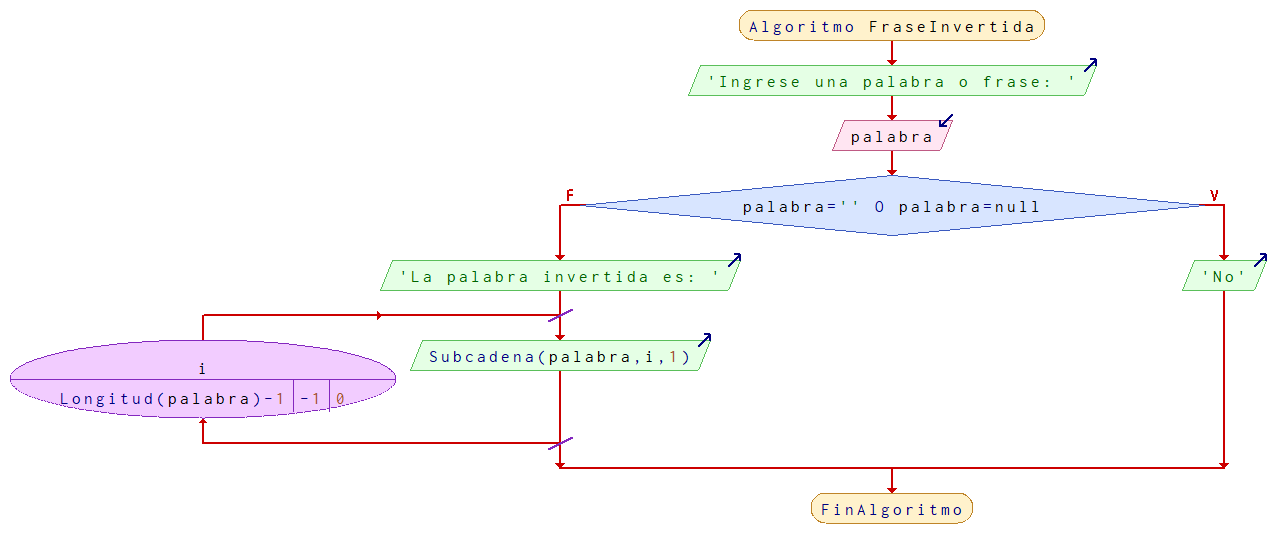 Algoritmo FraseInvertida
'Ingrese una palabra o frase: '
palabra
F
palabra='' O palabra=null
V
'La palabra invertida es: '
'No'
i
Longitud(palabra)-1 -1 0
Subcadena(palabra,i,1)
FinAlgoritmo